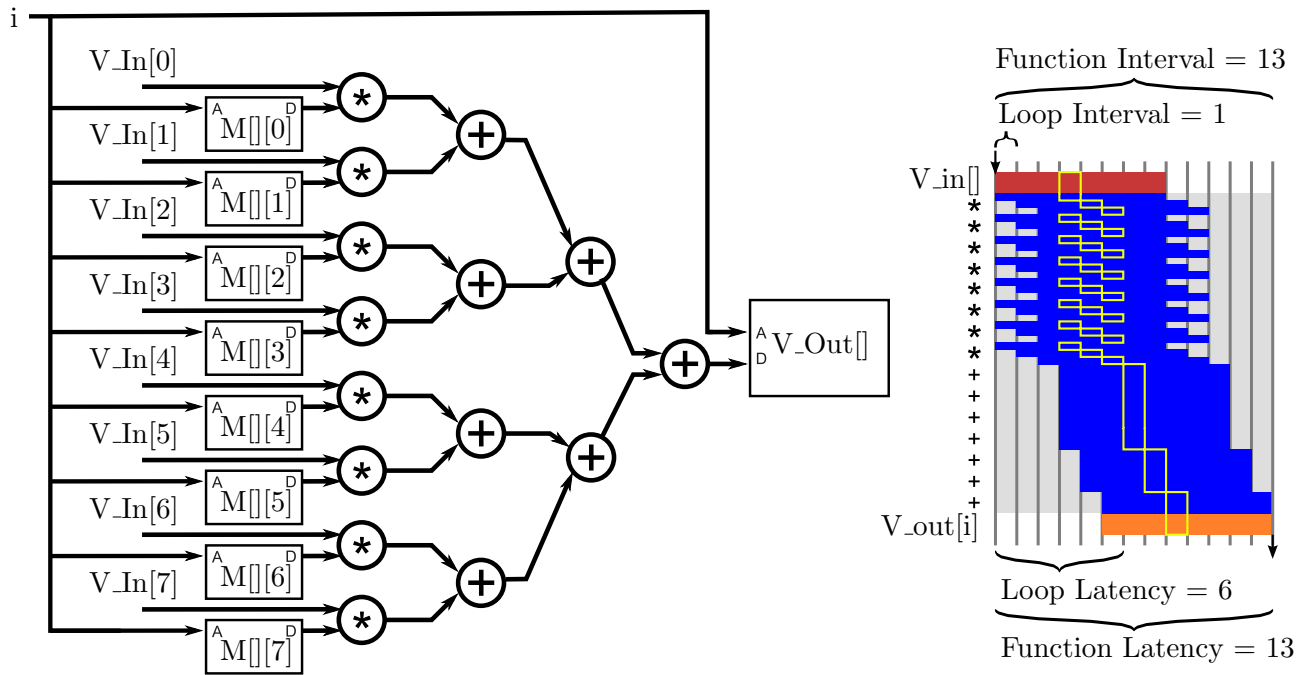 i
V_In[0]
A D
M[][0]
*
V_In[1]
A D
M[][1]
*
+
V_In[2]
A D
M[][2]
*
V_In[3]
A D
M[][3]
*
+
+
V_In[4]
A D
M[][4]
*
V_In[5]
A D
M[][5]
*
+
V_In[6]
A D
M[][6]
*
V_In[7]
A D
M[][7]
*
+
+
+
A
D
V_Out[]
Function Interval = 13
Loop Interval = 1
V_in[]
*
*
*
*
*
*
*
*
+
+
+
+
+
+
+
V_out[i]
Loop Latency = 6
Function Latency = 13